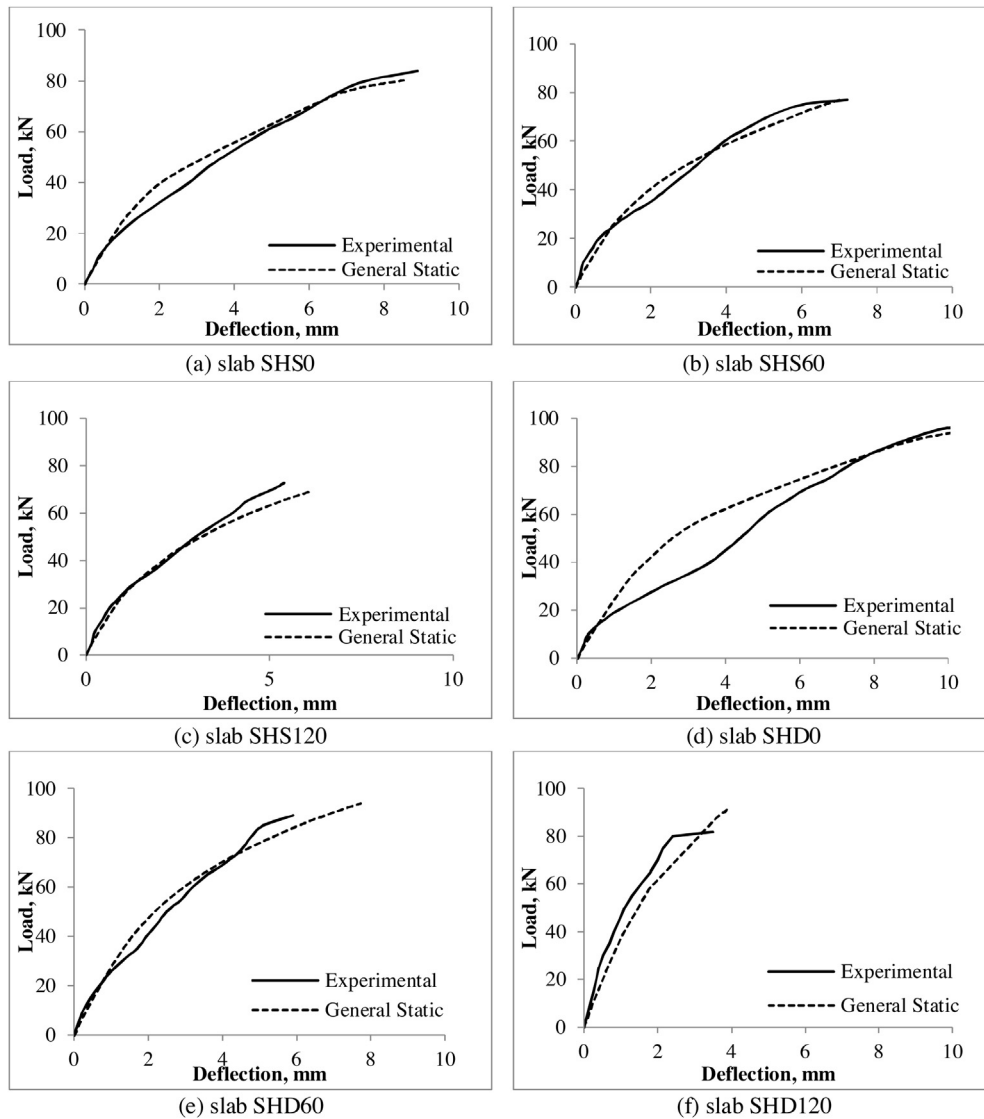 100
80
60
40
20
0
Load, kN
Experimental
General Static
0 2 4 6 8 10
Deflection, mm
(a) slab SHS0
100
80
60
40
20
0
Load, kN
Experimental
General Static
0 2 4 6 8 10
Deflection, mm
(b) slab SHS60
100
80
60
40
20
0
Load, kN
Experimental
General Static
0 5 10
Deflection, mm
(c) slab SHS120
100
80
60
40
20
0
Load, kN
Experimental
General Static
0 2 4 6 8 10
Deflection, mm
(d) slab SHD0
100
80
60
40
20
0
Load, kN
Experimental
General Static
0 2 4 6 8 10
Deflection, mm
(e) slab SHD60
100
80
60
40
20
0
Load, kN
Experimental
General Static
0 2 4 6 8 10
Deflection, mm
(f) slab SHD120